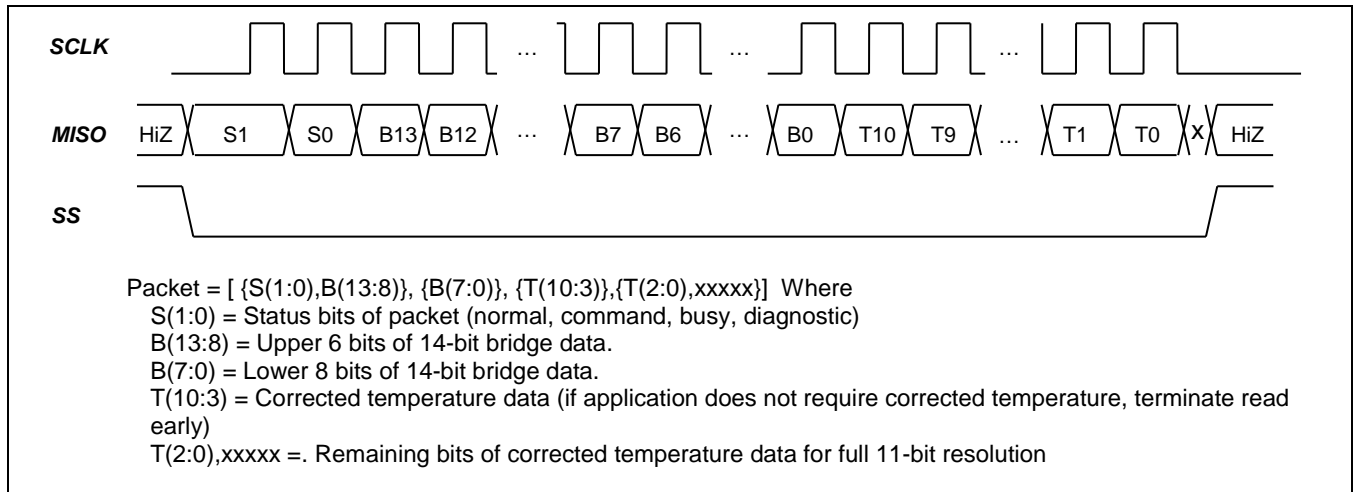 SCLK ... ... ...
MISO HiZ S1 S0 B13 B12 ... B7 B6 ... B0 T10 T9 ... T1 T0 x HiZ
SS
Packet = [ {S(1:0),B(13:8)}, {B(7:0)}, {T(10:3)},{T(2:0),xxxxx}] Where
S(1:0) = Status bits of packet (normal, command, busy, diagnostic)
B(13:8) = Upper 6 bits of 14-bit bridge data.
B(7:0) = Lower 8 bits of 14-bit bridge data.
T(10:3) = Corrected temperature data (if application does not require corrected temperature, terminate read
early)
T(2:0),xxxxx =. Remaining bits of corrected temperature data for full 11-bit resolution